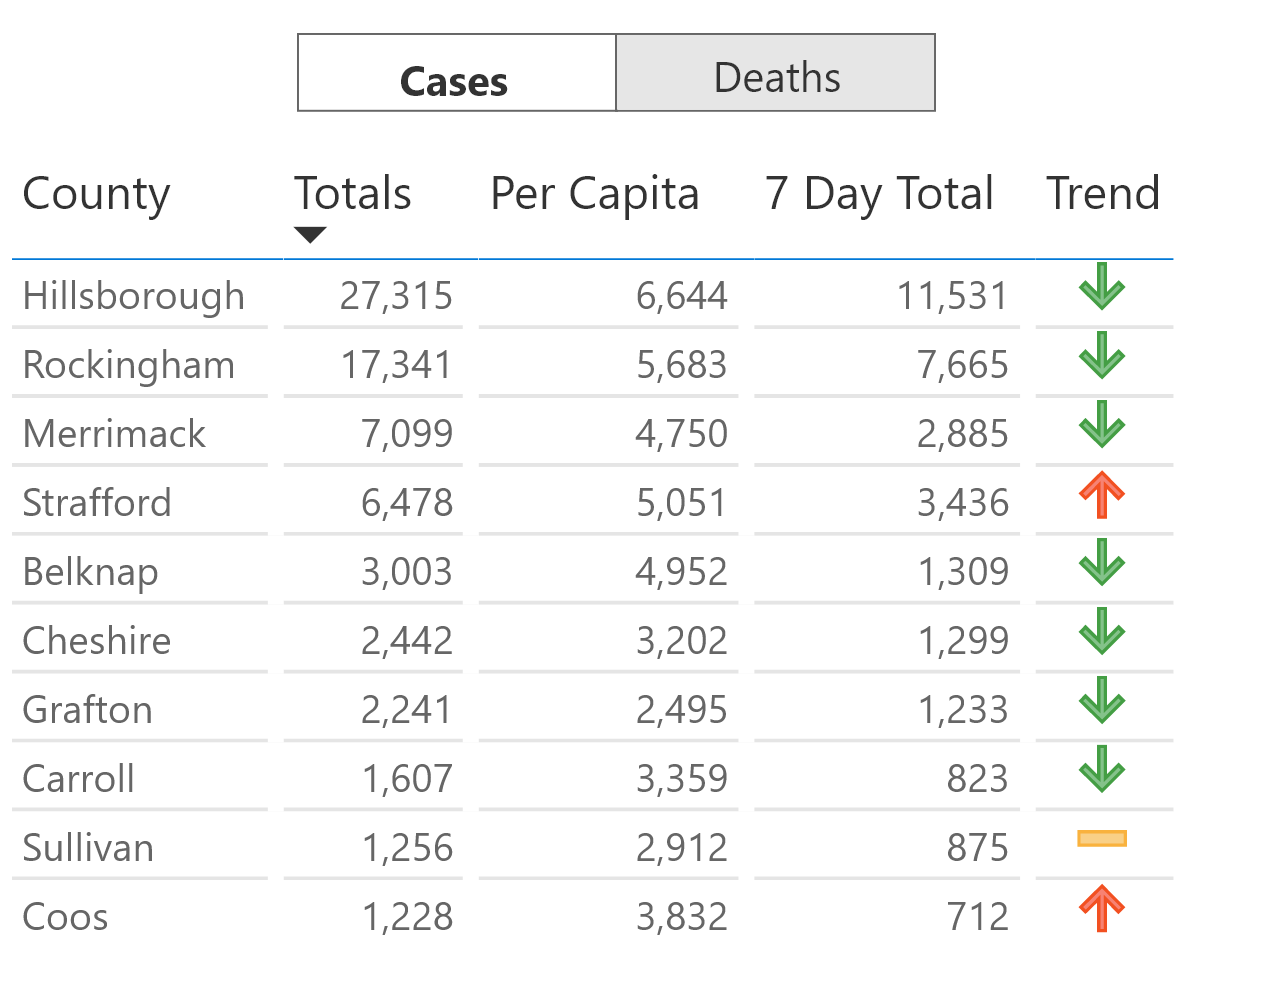 Cases Deaths
County Totals Per Capita 7 Day Total Trend
Hillsborough 27,315 6,644 11,531
Rockingham 17,341 5,683 7,665
Merrimack 7,099 4,750 2,885
Strafford 6,478 5,051 3,436
Belknap 3,003 4,952 1,309
Cheshire 2,442 3,202 1,299
Grafton 2,241 2,495 1,233
Carroll 1,607 3,359 823
Sullivan 1,256 2,912 875
Coos 1,228 3,832 712